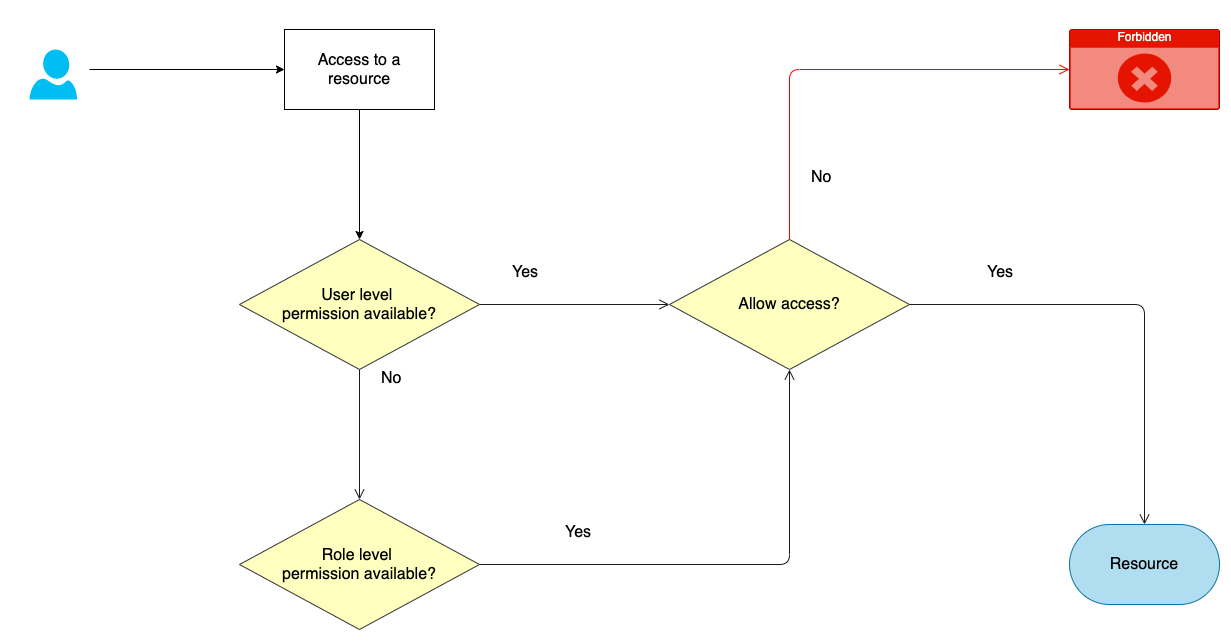 Forbidden
Access to a
resource
No
Yes
Yes
User level
permission available?
Allow access?
No
Yes
Role level
permission available?
Resource